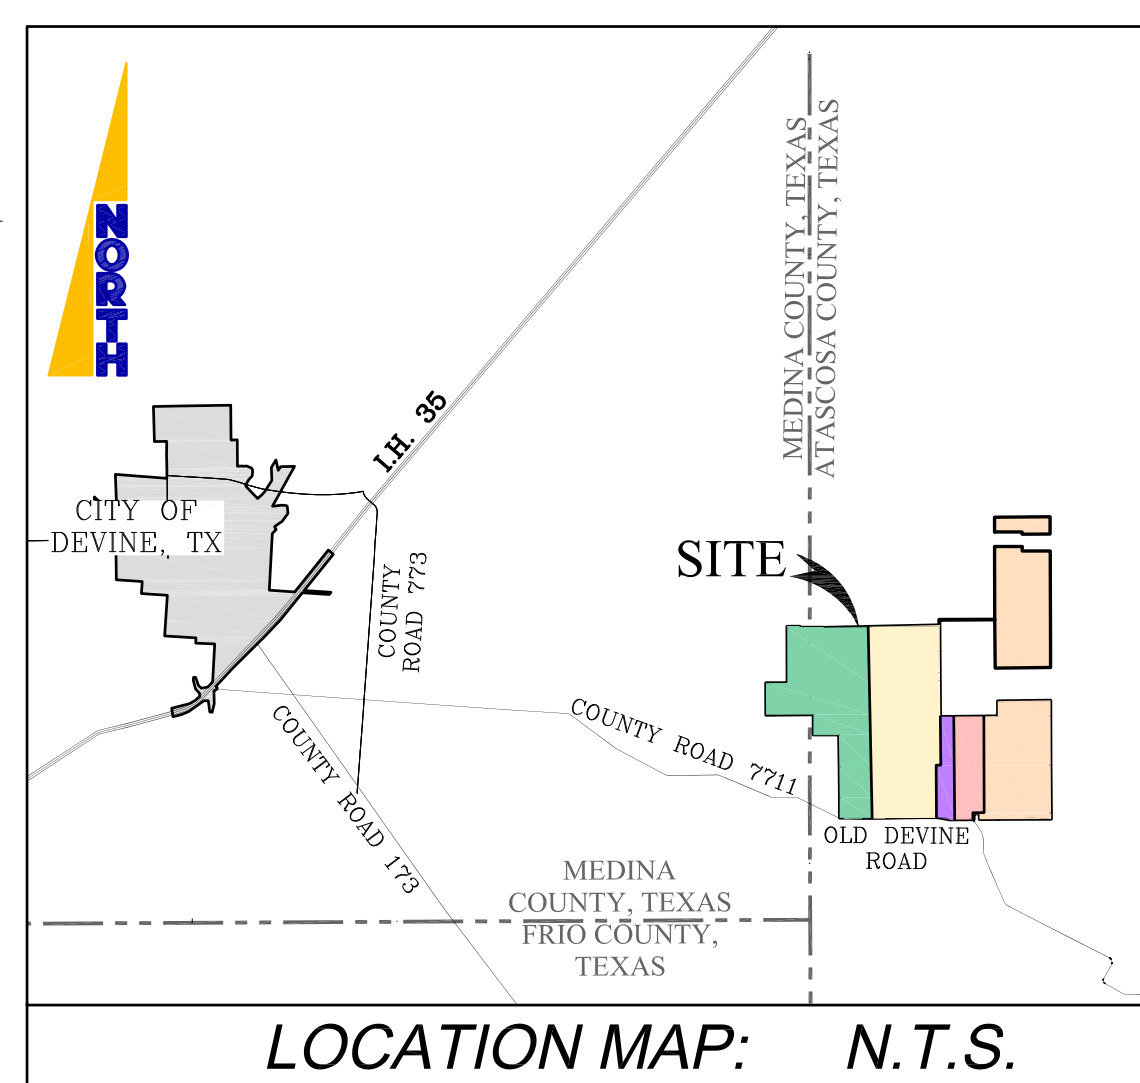 NORTH
MEDINA COUNTY, TEXAS
ATASCOSA COUNTY, TEXAS
I.H. 35
CITY OF
DEVINE, TX
COUNTY
ROAD 773
SITE
COUNTY ROAD 7711
COUNTY ROAD 173
OLD DEVINE
ROAD
MEDINA
COUNTY, TEXAS
FRIO COUNTY,
TEXAS
LOCATION MAP: N.T.S.